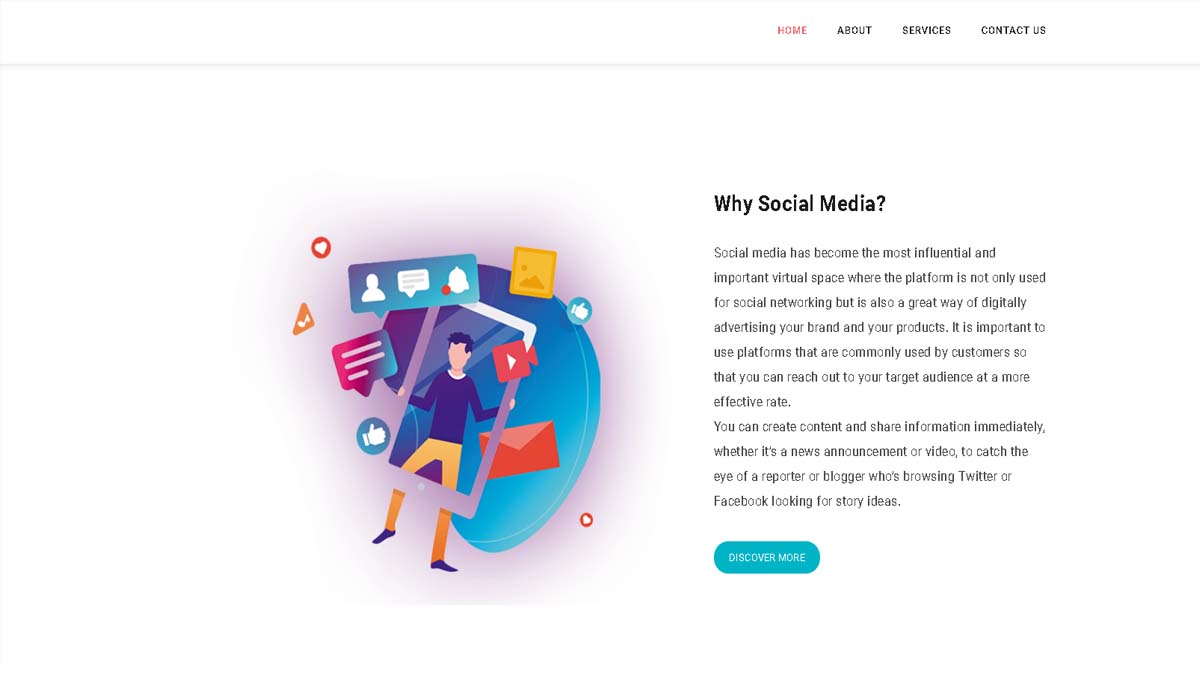 HOME ABOUT SERVICES CONTACT US
Why Social Media?
Social media has become the most influential and
important virtual space where the platform is not only used
for social networking but is also a great way of digitally
advertising your brand and your products. It is important to
use platforms that are commonly used by customers so
that you can reach out to your target audience at a more
effective rate.
You can create content and share information immediately,
whether it's a news announcement or video, to catch the
eye of a reporter or blogger who's browsing Twitter or
Facebook looking for story ideas.
DISCOVER MORE